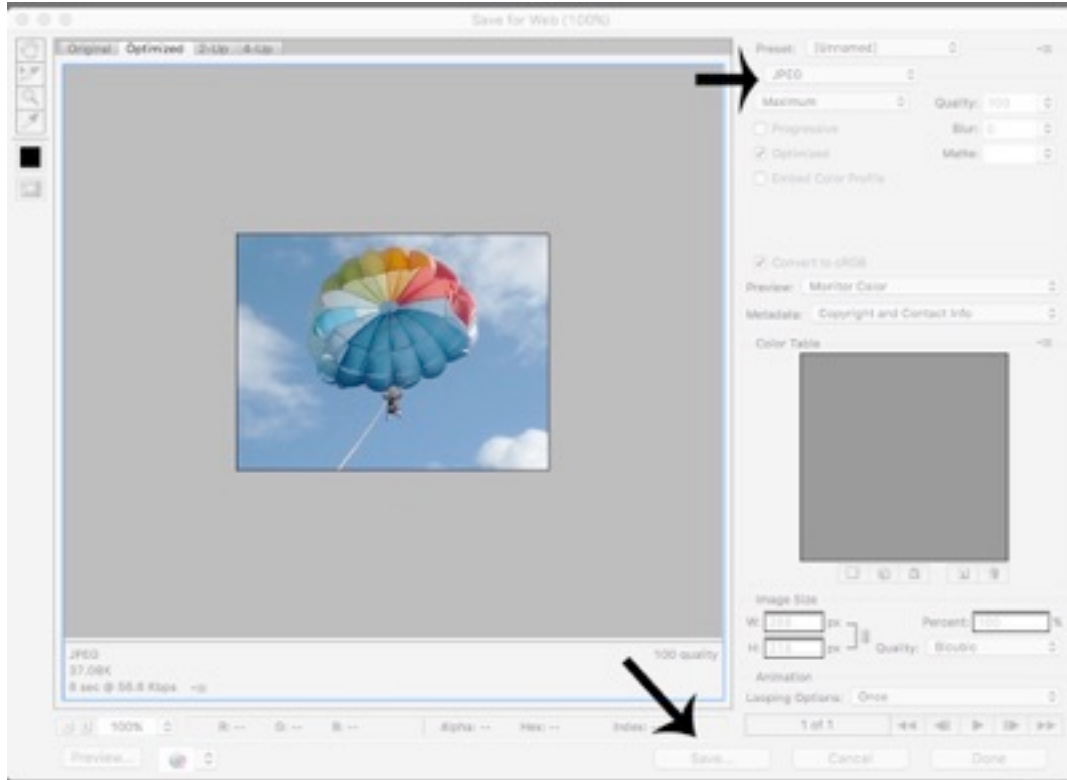 Save for Web (100%)
Original Optimized 2-Up 4-Up
Preset: [Unnamed]
JPEG
Maximum Quality: 100
Progressive Blur: 0
Optimized Matte:
Embed Color Profile
Convert to sRGB
Preview: Monitor Color
Metadata: Copyright and Contact Info
Color Table
Image Size
W: px Percent: 100 %
H: px Quality: Bicubic
Animation
Looping Options: Once
1 of 1
JPEG 100 quality
37.08K
8 sec @ 56.6 Kbps
100% R: -- G: -- B: -- Alpha: -- Hex: -- Index:
Preview... Save... Cancel Done